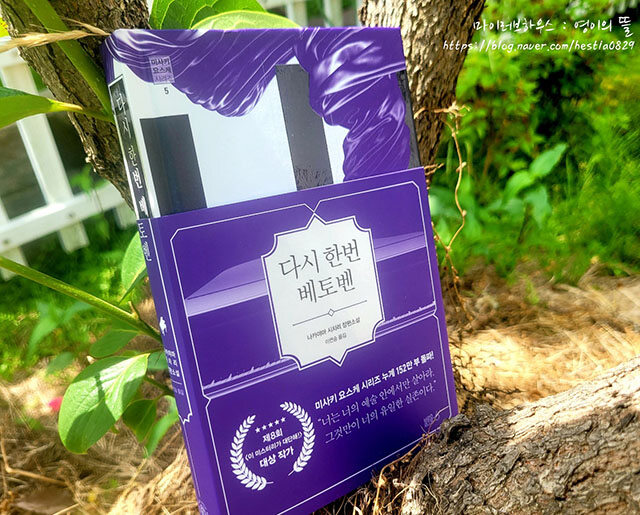 마이러브하우스 : 영이의 뜰
https://blog.naver.com/hestia0829
미사키
요스케
시리즈
5
다시 한번 베토벤
다시 한번
베토벤
나카야마 시치리 장편소설
이연승 옮김
미사키 요스케 시리즈 누계 152만 부 돌파!
“너는 너의 예술 안에서만 살아라.
그것만이 너의 유일한 실존이다.”
★★★★★
제8회
《이 미스터리가 대단해!》
대상 작가